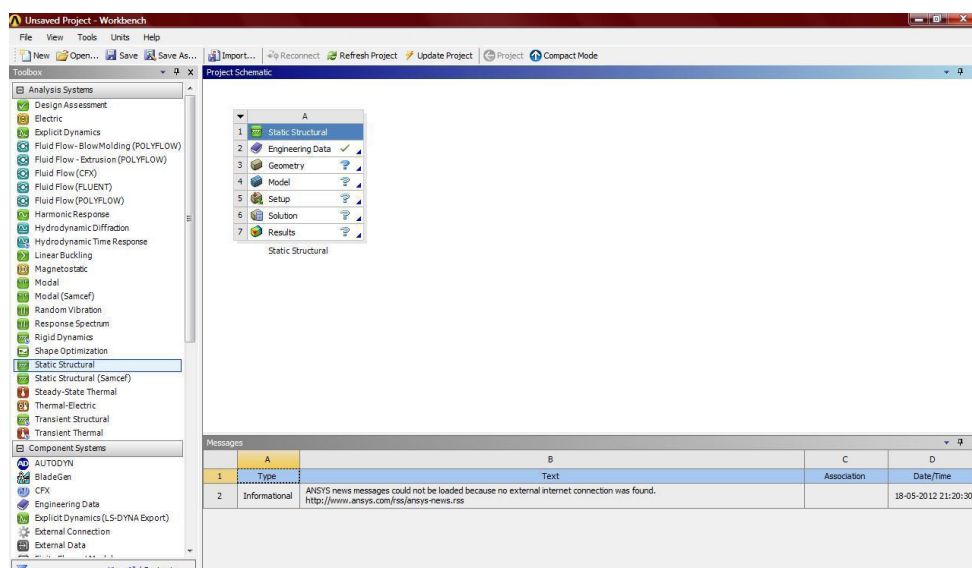 Unsaved Project - Workbench
File View Tools Units Help
New Open... Save Save As... Import... Reconnect Refresh Project Update Project Project Compact Mode
Toolbox
Analysis Systems
Design Assessment
Electric
Explicit Dynamics
Fluid Flow- BlowMolding (POLYFLOW)
Fluid Flow - Extrusion (POLYFLOW)
Fluid Flow (CFX)
Fluid Flow (FLUENT)
Fluid Flow (POLYFLOW)
Harmonic Response
Hydrodynamic Diffraction
Hydrodynamic Time Response
Linear Buckling
Magnetostatic
Modal
Modal (Samcef)
Random Vibration
Response Spectrum
Rigid Dynamics
Shape Optimization
Static Structural
Static Structural (Samcef)
Steady-State Thermal
Thermal-Electric
Transient Structural
Transient Thermal
Component Systems
AUTODYN
BladeGen
CFX
Engineering Data
Explicit Dynamics (LS-DYNA Export)
External Connection
External Data
Project Schematic
A
1 Static Structural
2 Engineering Data
3 Geometry
4 Model
5 Setup
6 Solution
7 Results
Static Structural
Messages
A B C D
1 Type Text Association Date/Time
2 Informational ANSYS news messages could not be loaded because no external internet connection was found.
http://www.ansys.com/rss/ansys-news.rss
18-05-2012 21:20:30